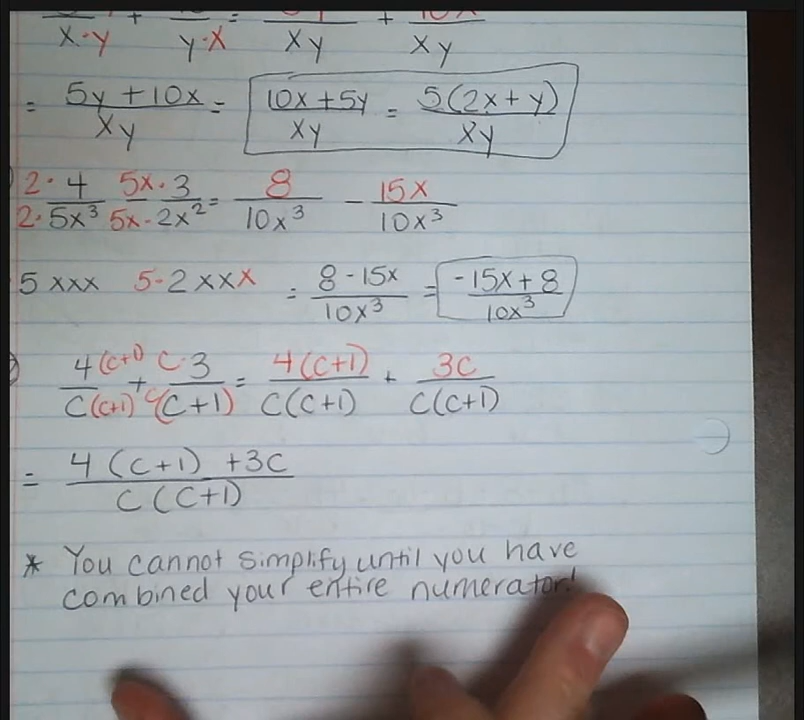 x·y + y·x = xy + xy
= 5y + 10x / xy = 10x + 5y / xy = 5(2x + y) / xy
2· 4 / 2· 5x³ - 5x· 3 / 5x· 2x² = 8 / 10x³ - 15x / 10x³
5 xxx 5·2xxx = 8 - 15x / 10x³ = -15x + 8 / 10x³
4(c+1) / c(c+1) + c·3 / c(c+1) = 4(c+1) / c(c+1) + 3c / c(c+1)
= 4(c+1) + 3c / c(c+1)
* You cannot simplify until you have
combined your entire numerator!